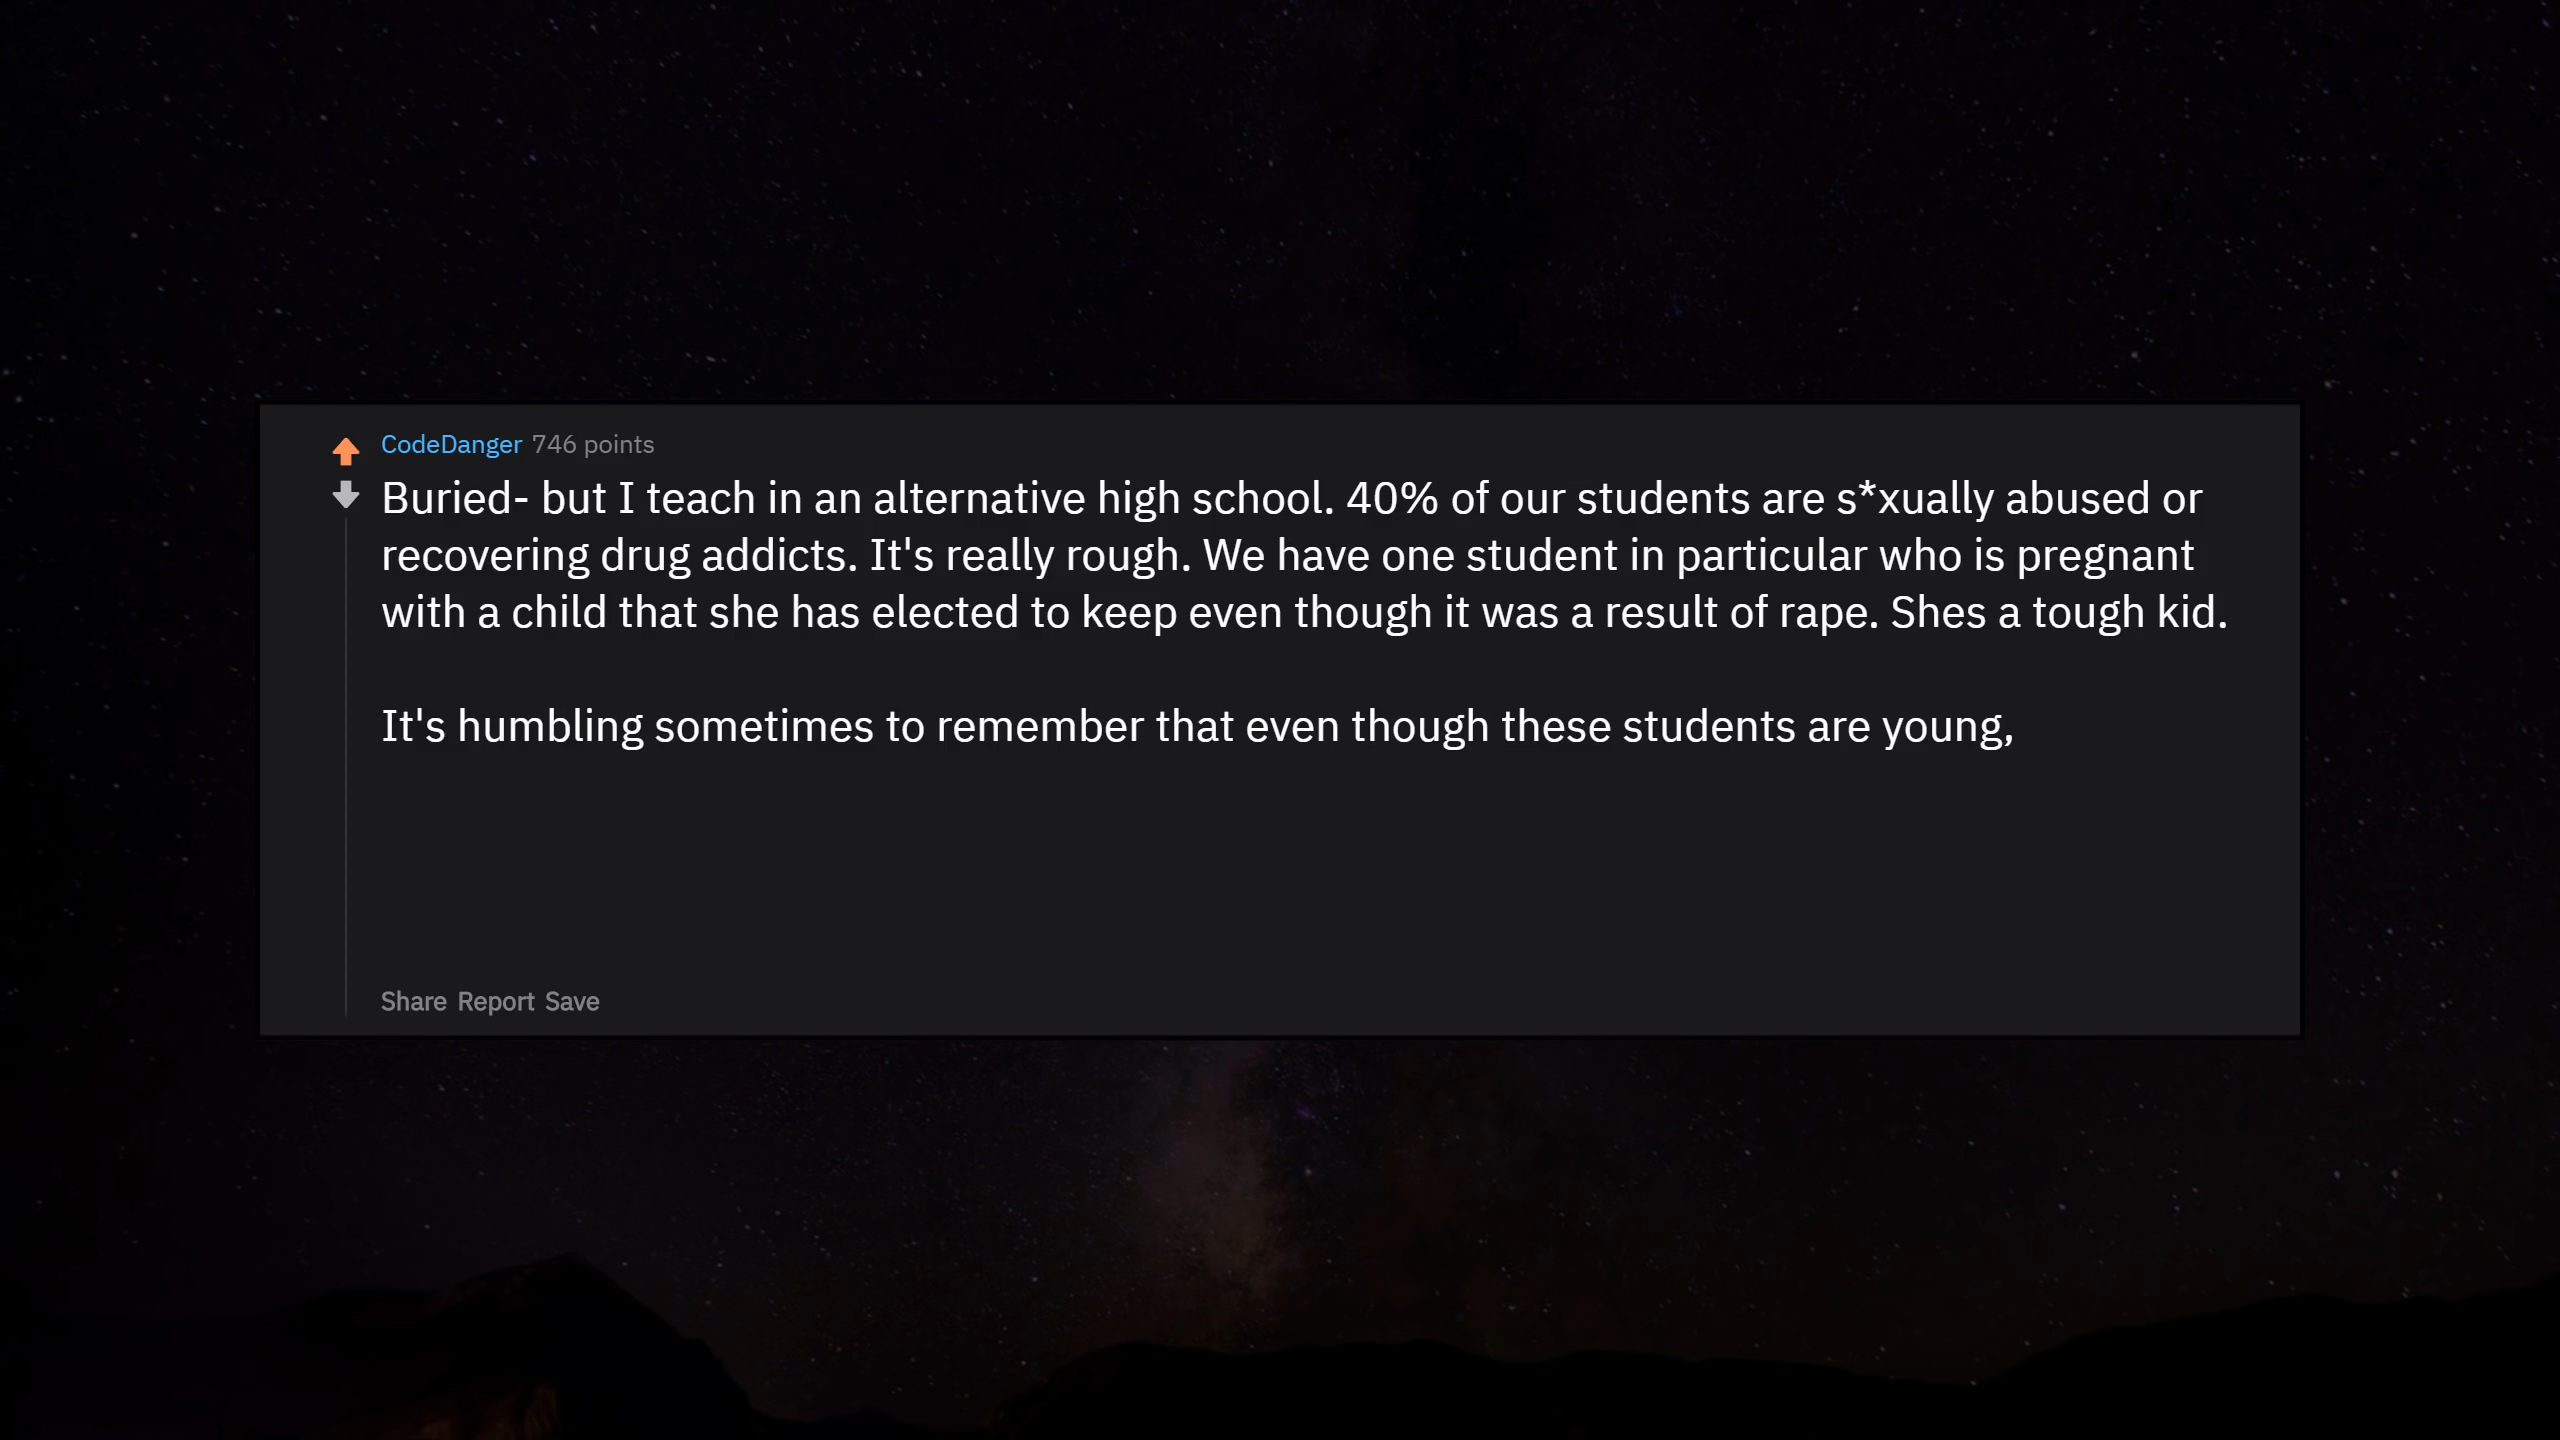 CodeDanger 746 points
Buried- but I teach in an alternative high school. 40% of our students are s*xually abused or
recovering drug addicts. It's really rough. We have one student in particular who is pregnant
with a child that she has elected to keep even though it was a result of rape. Shes a tough kid.
It's humbling sometimes to remember that even though these students are young,
Share Report Save